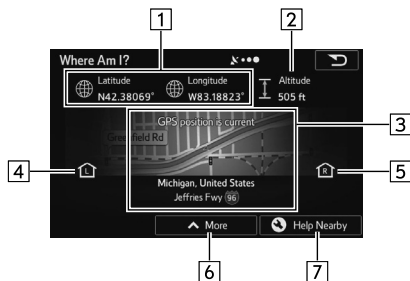 1
2
Where Am I?
Latitude
N42.38069°
Longitude
W83.18823°
Altitude
505 ft
GPS position is current
3
Greenfield Rd
4
L
R
5
Michigan, United States
Jeffries Fwy 96
More
Help Nearby
6
7